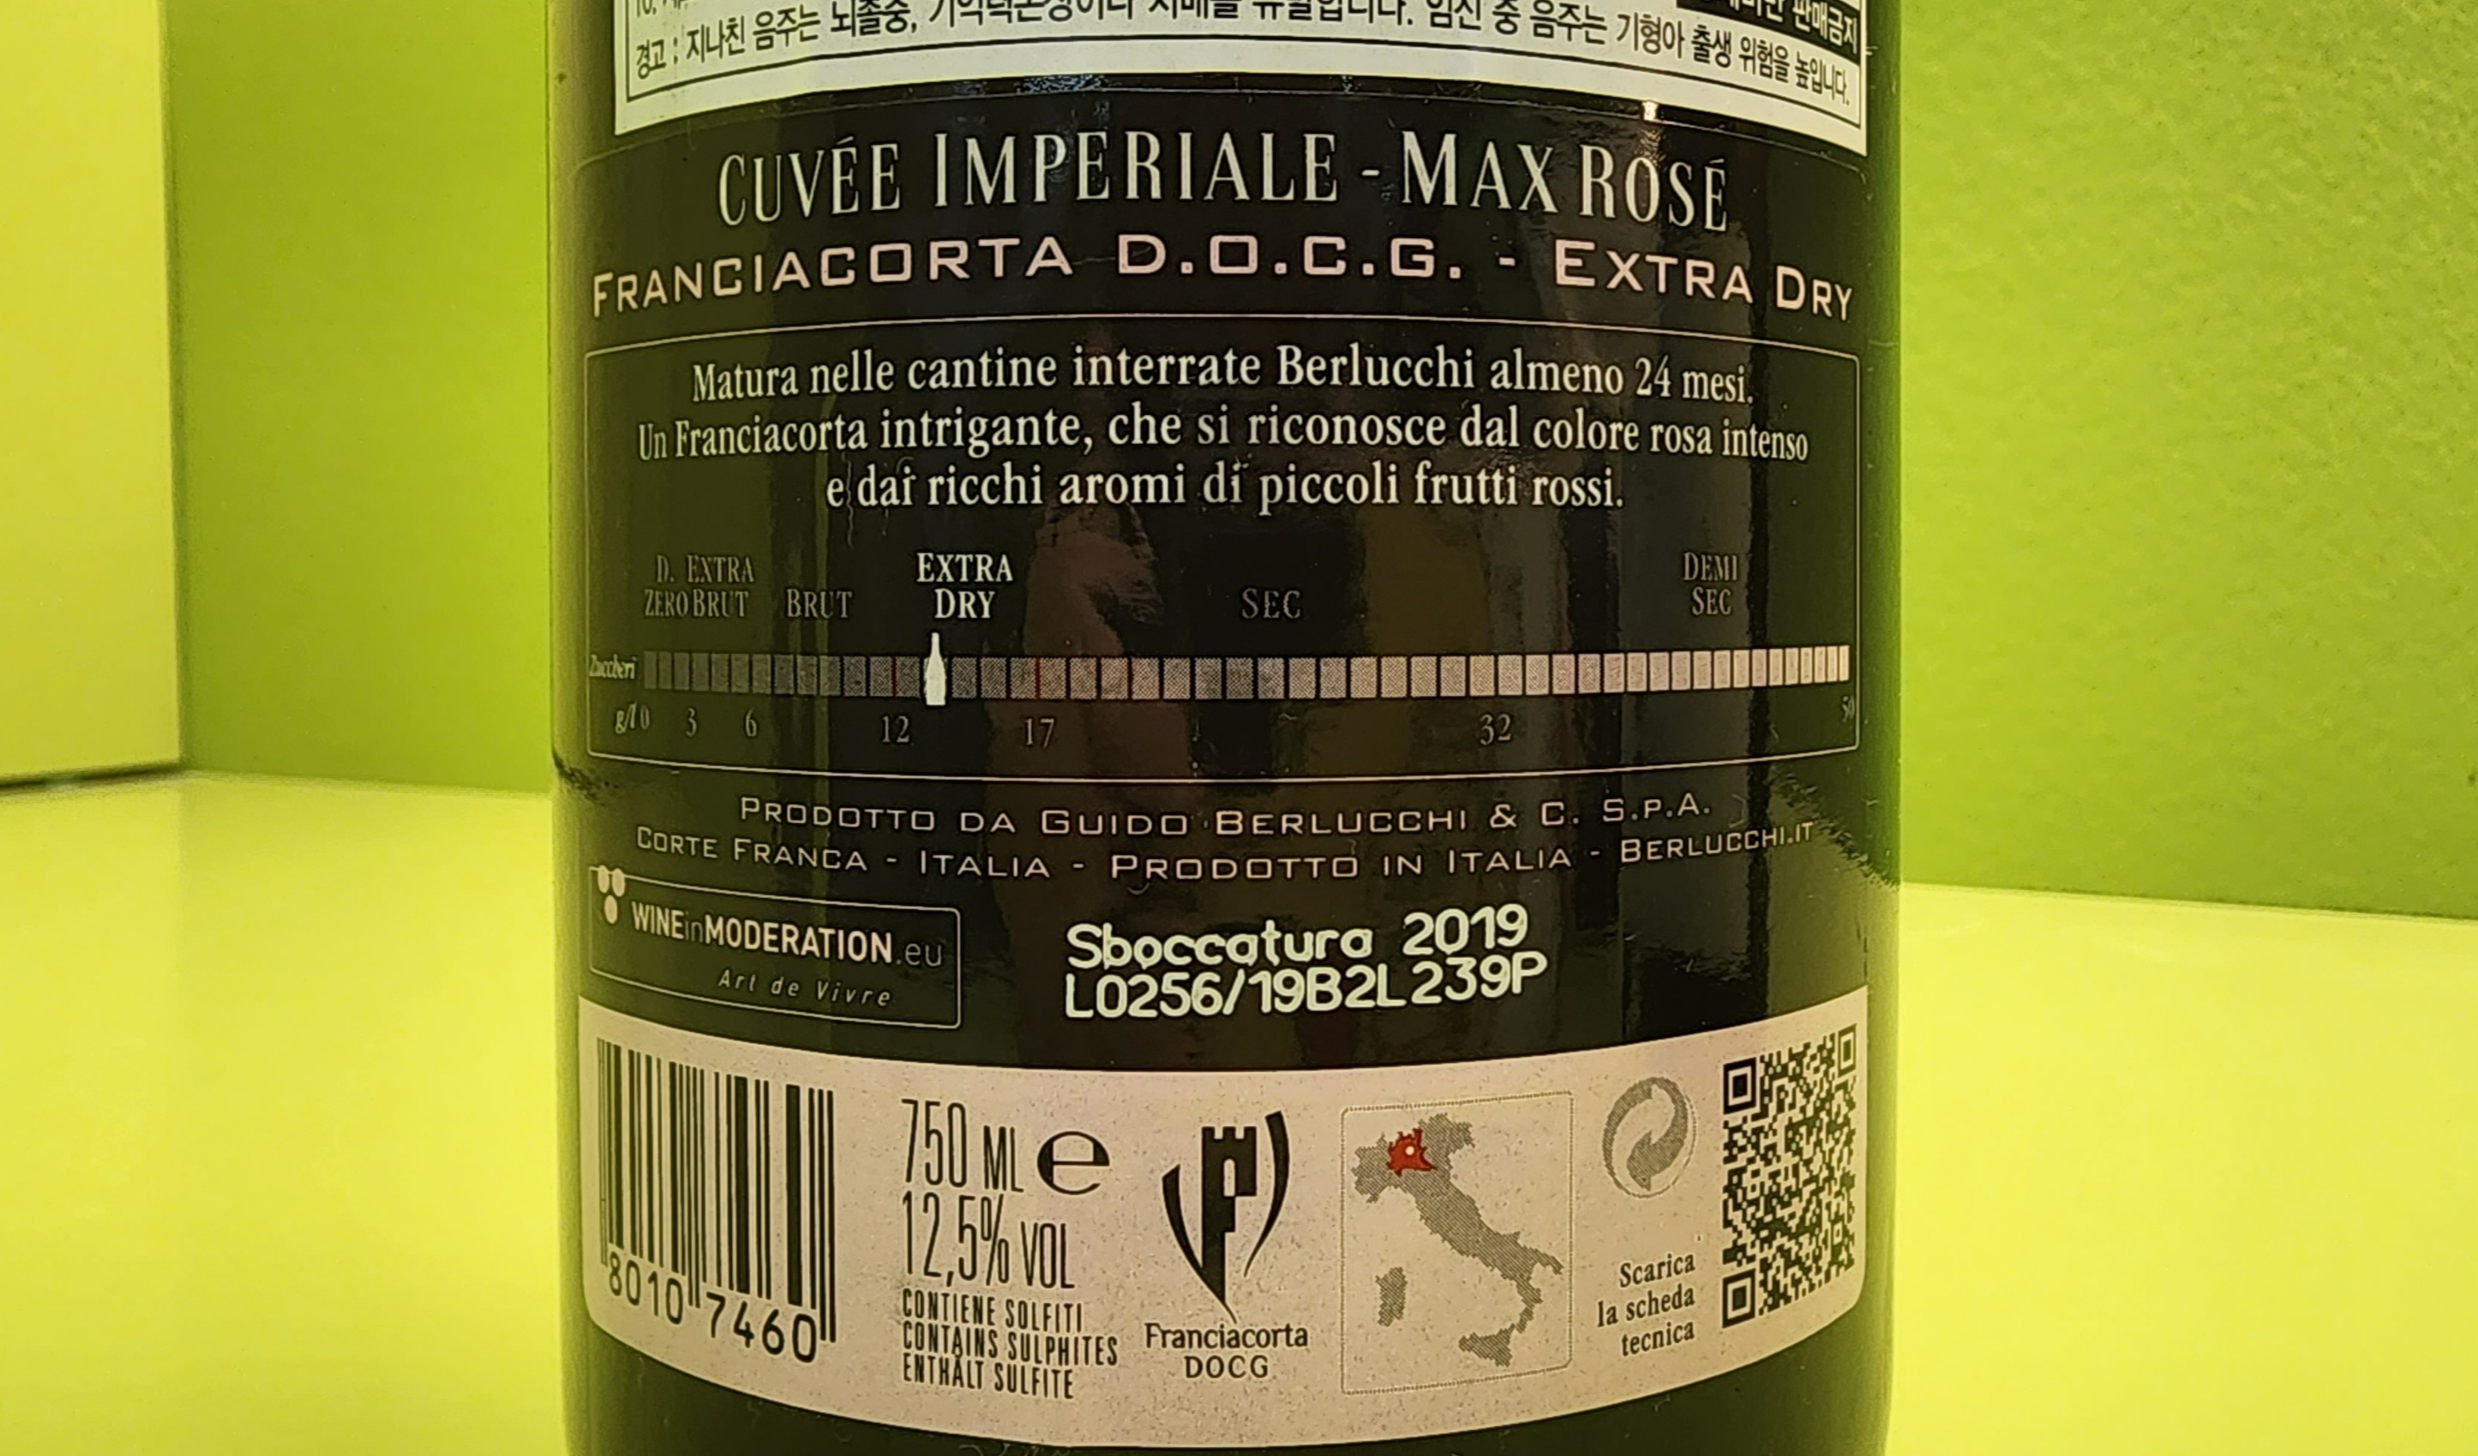 경고 : 지나친 음주는 뇌졸중, 기억력손상이나 치매를 유발합니다. 임신 중 음주는 기형아 출생 위험을 높입니다.
판매금지
CUVÉE IMPERIALE - MAX ROSÉ
FRANCIACORTA D.O.C.G. - EXTRA DRY
Matura nelle cantine interrate Berlucchi almeno 24 mesi.
Un Franciacorta intrigante, che si riconosce dal colore rosa intenso
e dai ricchi aromi di piccoli frutti rossi.
D. ZERO
EXTRA BRUT
BRUT
EXTRA DRY
SEC
DEMI SEC
Zuccheri
g/l 0 3 6 12 17 32 50
PRODOTTO DA GUIDO BERLUCCHI & C. S.P.A.
CORTE FRANCA - ITALIA - PRODOTTO IN ITALIA - BERLUCCHI.IT
WINEinMODERATION.eu
Art de Vivre
Sboccatura 2019
L0256/19B2L239P
8010 7460
750 ML e
12,5% VOL
CONTIENE SOLFITI
CONTAINS SULPHITES
ENTHÄLT SULFITE
Franciacorta
DOCG
Scarica
la scheda
tecnica